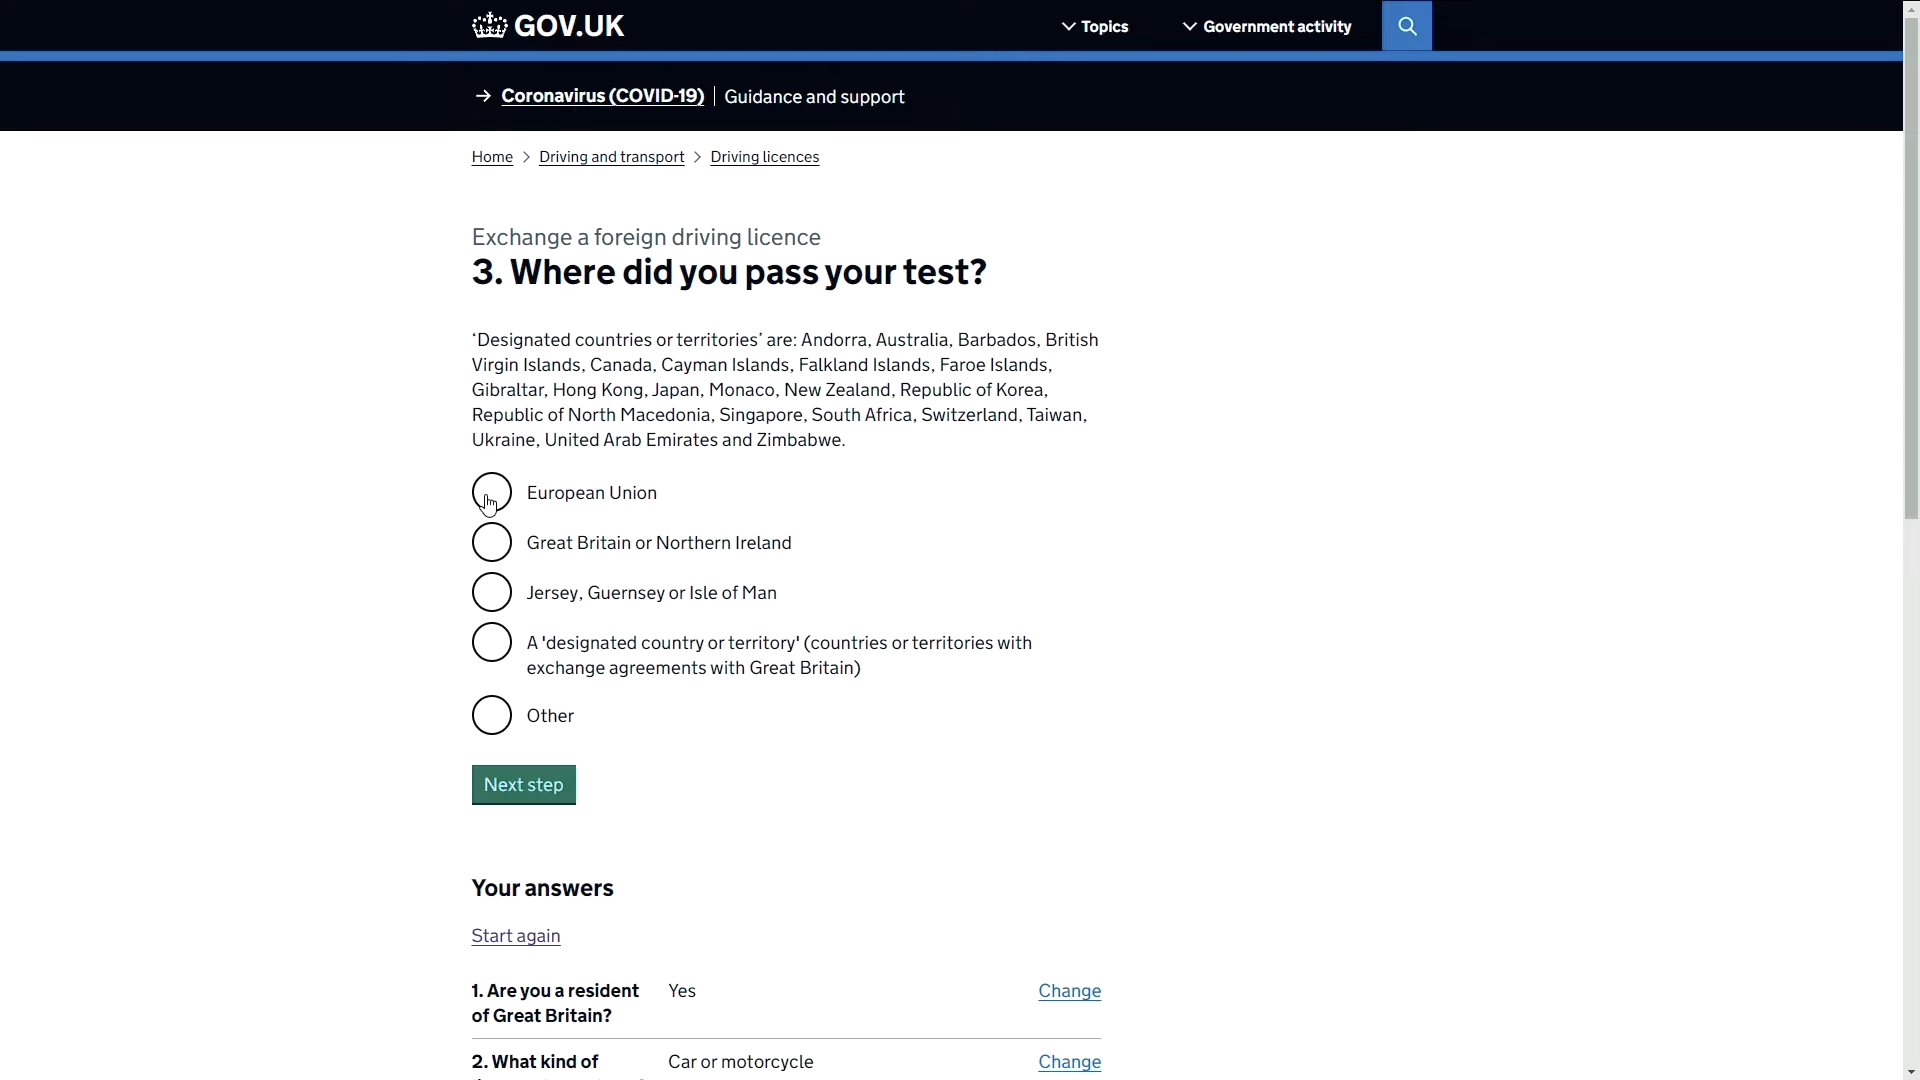 GOV.UK
Topics
Government activity
→ Coronavirus (COVID-19) | Guidance and support
Home > Driving and transport > Driving licences
Exchange a foreign driving licence
3. Where did you pass your test?
‘Designated countries or territories’ are: Andorra, Australia, Barbados, British
Virgin Islands, Canada, Cayman Islands, Falkland Islands, Faroe Islands,
Gibraltar, Hong Kong, Japan, Monaco, New Zealand, Republic of Korea,
Republic of North Macedonia, Singapore, South Africa, Switzerland, Taiwan,
Ukraine, United Arab Emirates and Zimbabwe.
European Union
Great Britain or Northern Ireland
Jersey, Guernsey or Isle of Man
A 'designated country or territory' (countries or territories with
exchange agreements with Great Britain)
Other
Next step
Your answers
Start again
1. Are you a resident Yes Change
of Great Britain?
2. What kind of Car or motorcycle Change